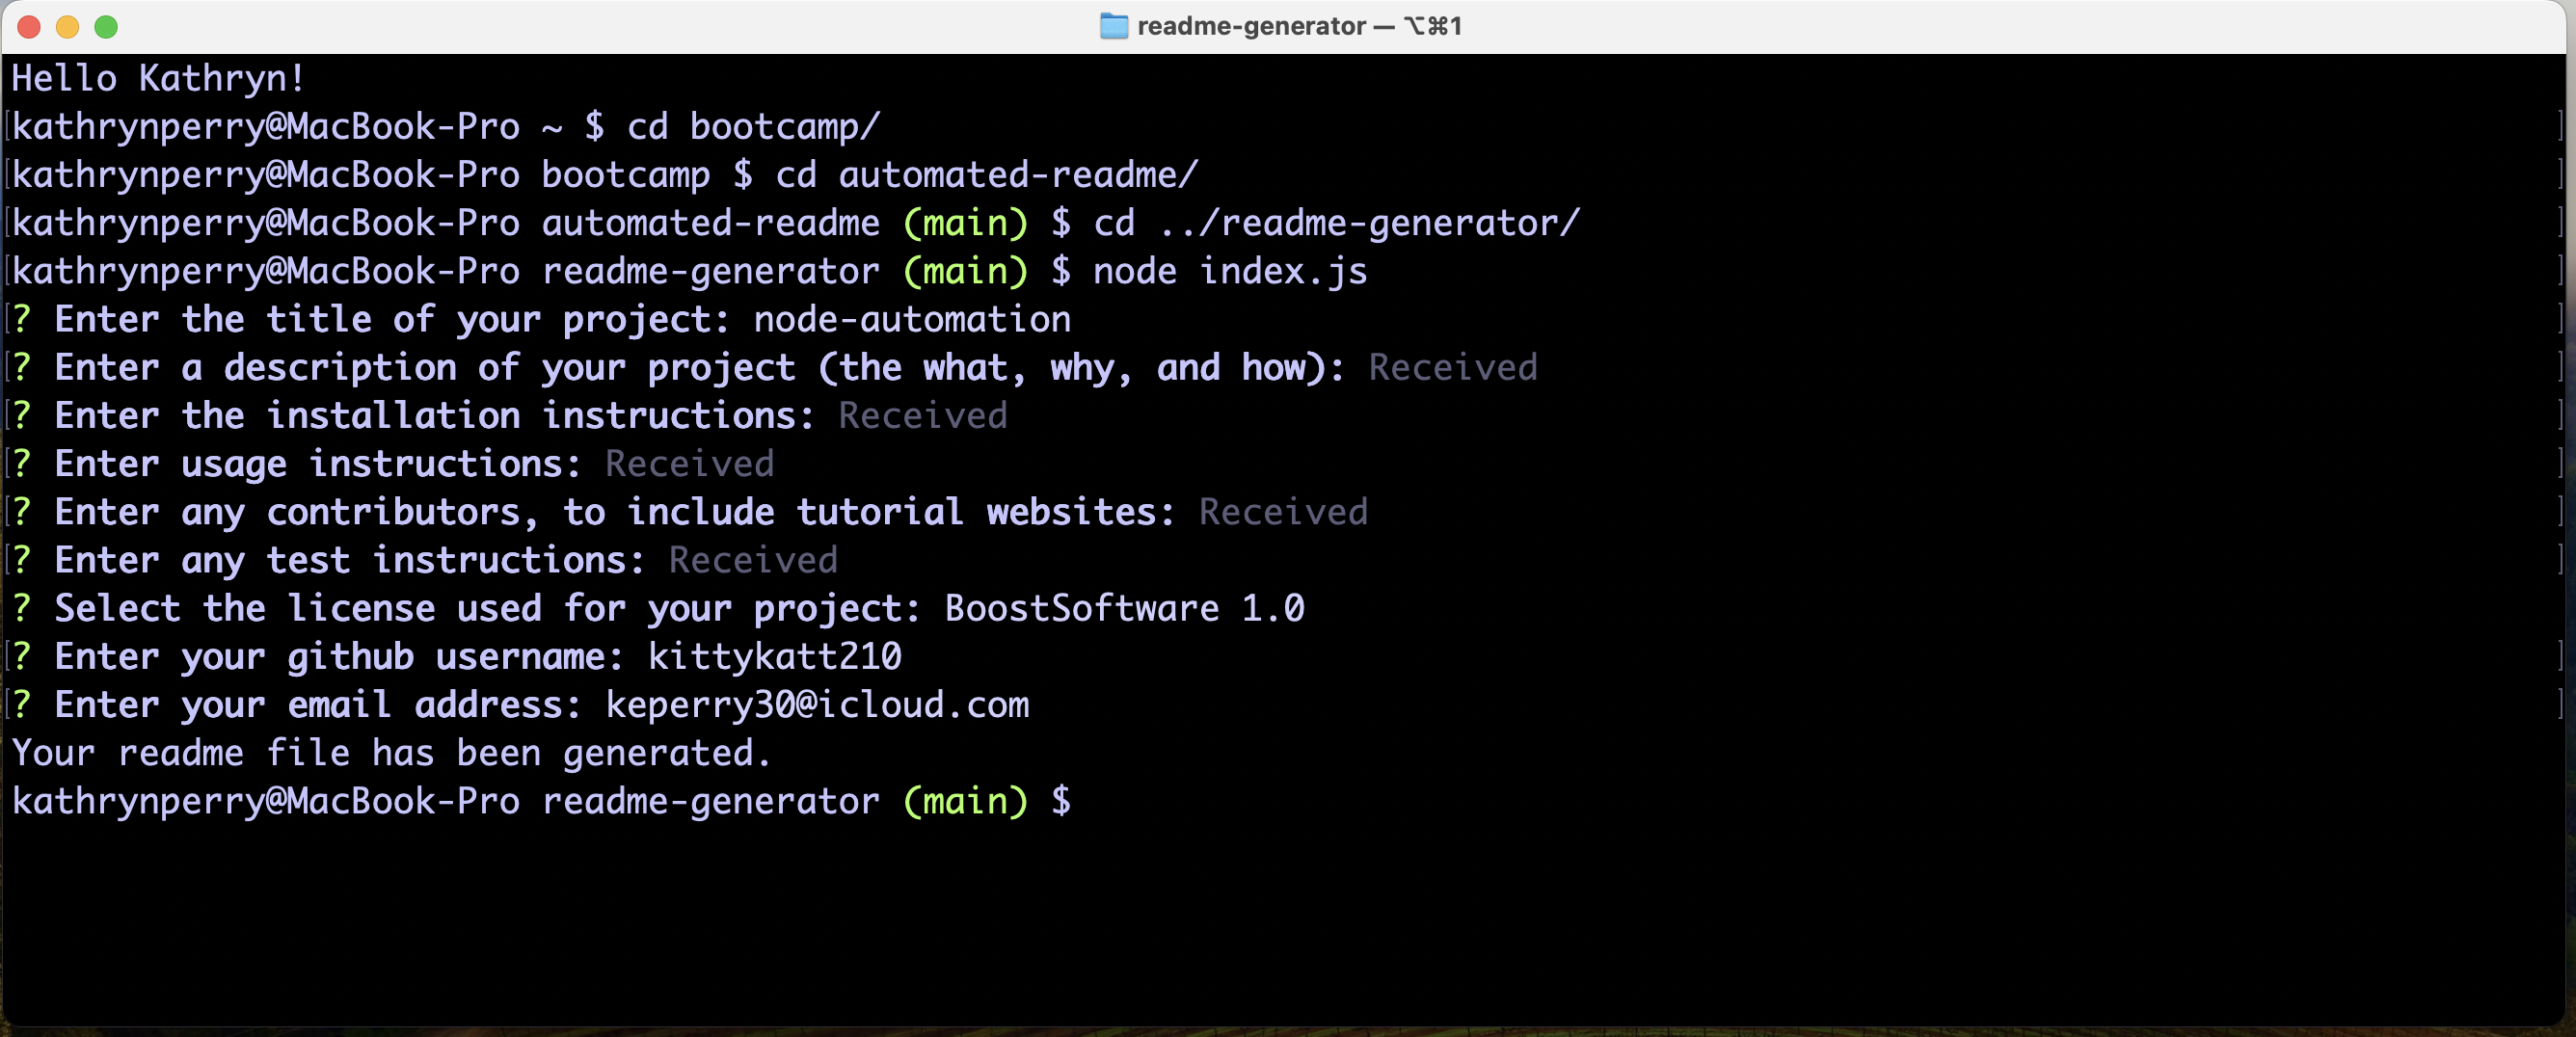 readme-generator — ⌥⌘1
Hello Kathryn!
[kathrynperry@MacBook-Pro ~ $ cd bootcamp/ ]
[kathrynperry@MacBook-Pro bootcamp $ cd automated-readme/ ]
[kathrynperry@MacBook-Pro automated-readme (main) $ cd ../readme-generator/ ]
[kathrynperry@MacBook-Pro readme-generator (main) $ node index.js ]
[? Enter the title of your project: node-automation ]
[? Enter a description of your project (the what, why, and how): Received ]
[? Enter the installation instructions: Received ]
[? Enter usage instructions: Received ]
[? Enter any contributors, to include tutorial websites: Received ]
[? Enter any test instructions: Received ]
? Select the license used for your project: BoostSoftware 1.0
[? Enter your github username: kittykatt210 ]
[? Enter your email address: keperry30@icloud.com ]
Your readme file has been generated.
kathrynperry@MacBook-Pro readme-generator (main) $